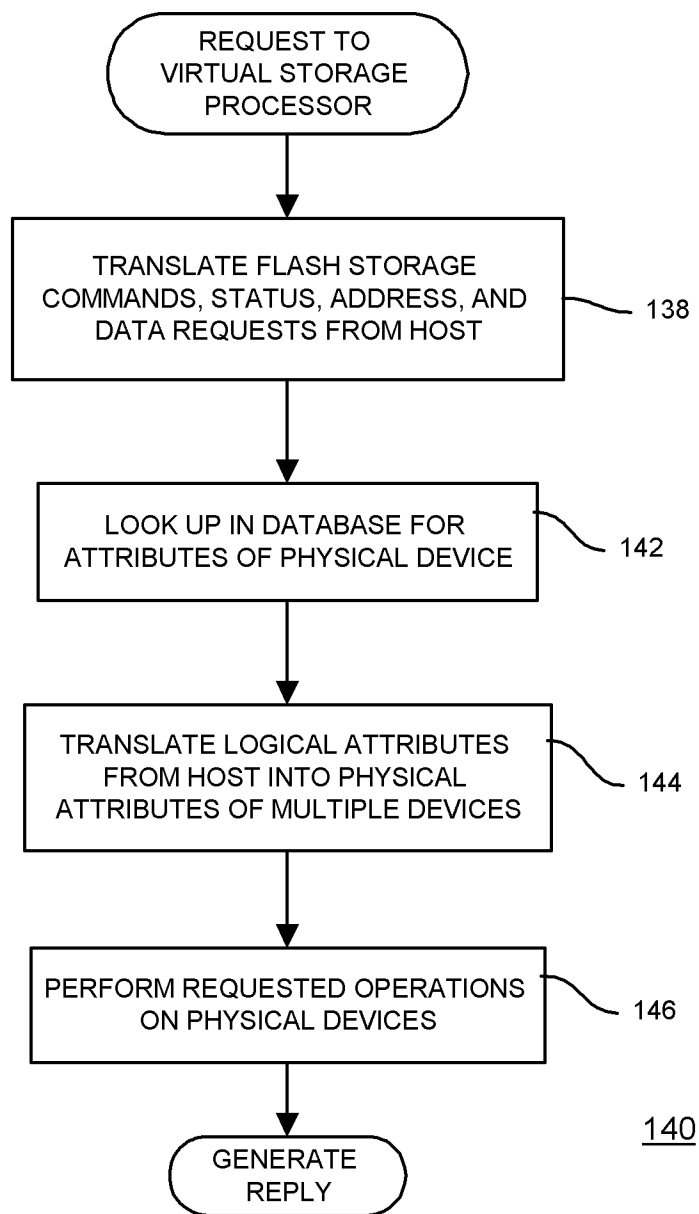 REQUEST TO
VIRTUAL STORAGE
PROCESSOR
TRANSLATE FLASH STORAGE
COMMANDS, STATUS, ADDRESS, AND
DATA REQUESTS FROM HOST
138
LOOK UP IN DATABASE FOR
ATTRIBUTES OF PHYSICAL DEVICE
142
TRANSLATE LOGICAL ATTRIBUTES
FROM HOST INTO PHYSICAL
ATTRIBUTES OF MULTIPLE DEVICES
144
PERFORM REQUESTED OPERATIONS
ON PHYSICAL DEVICES
146
140
GENERATE
REPLY